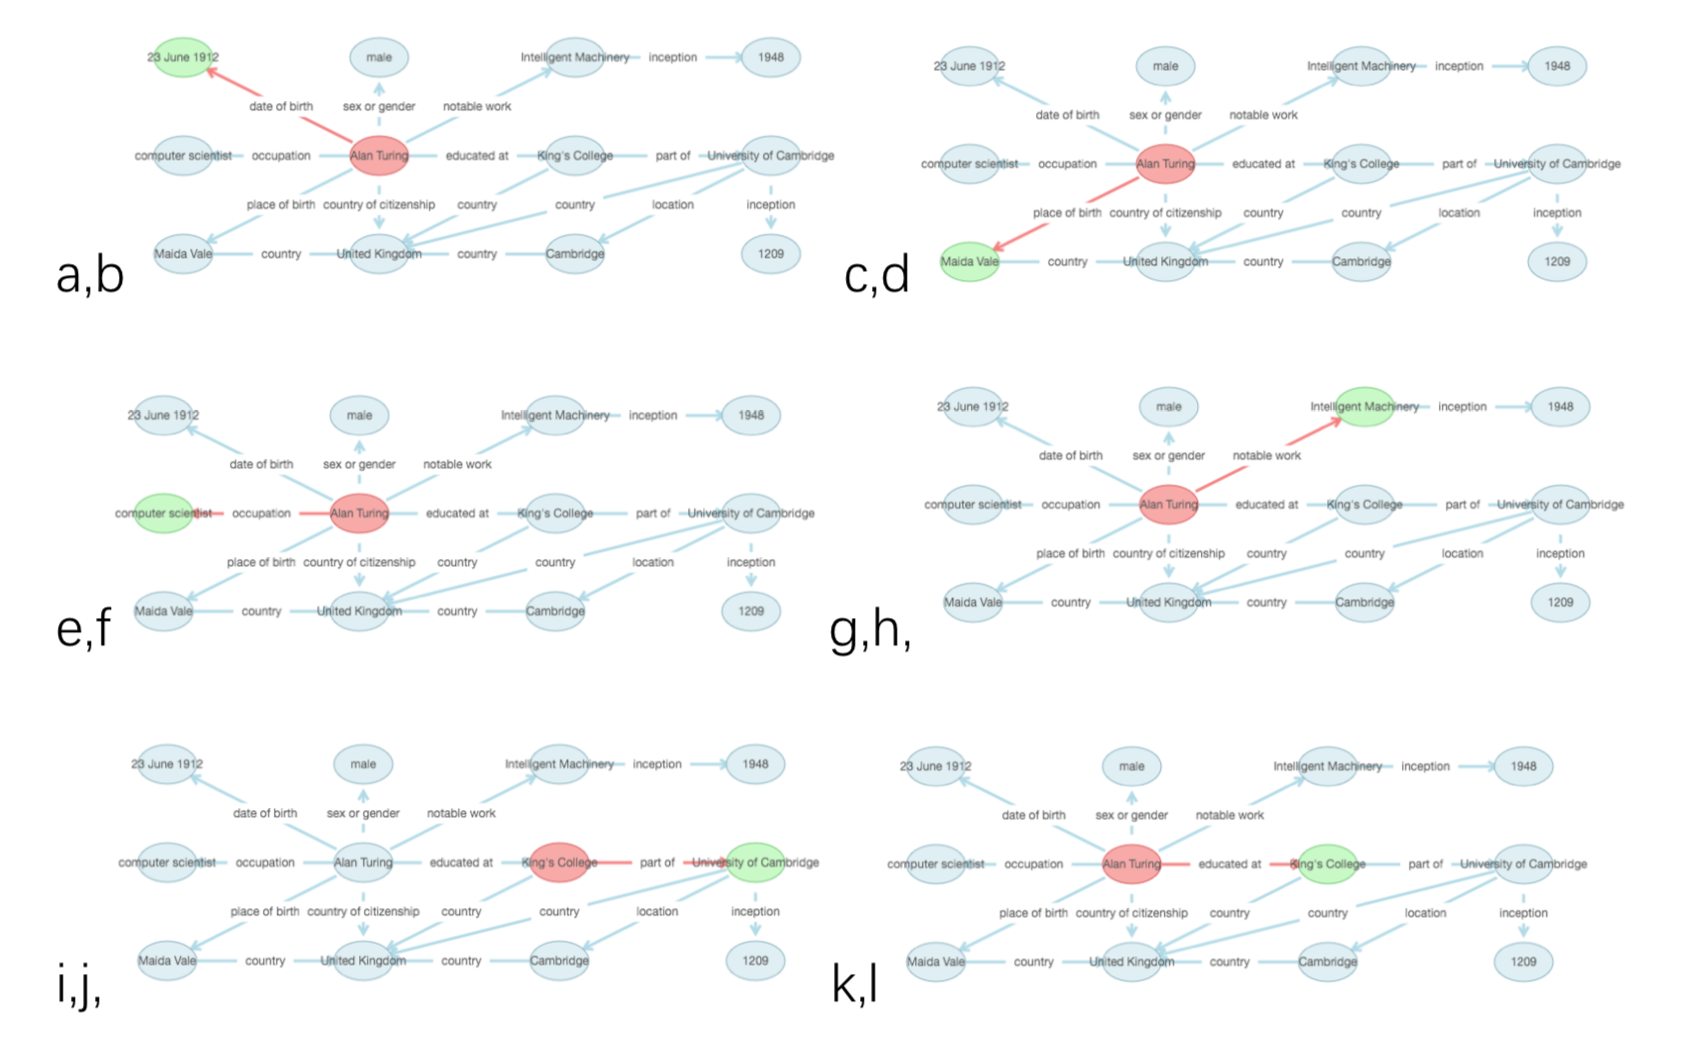 23 June 1912 male Intelligent Machinery inception 1948
date of birth sex or gender notable work
computer scientist occupation Alan Turing educated at King's College part of University of Cambridge
place of birth country of citizenship country country location inception
Maida Vale country United Kingdom country Cambridge 1209
a,b
23 June 1912 male Intelligent Machinery inception 1948
date of birth sex or gender notable work
computer scientist occupation Alan Turing educated at King's College part of University of Cambridge
place of birth country of citizenship country country location inception
Maida Vale country United Kingdom country Cambridge 1209
c,d
23 June 1912 male Intelligent Machinery inception 1948
date of birth sex or gender notable work
computer scientist occupation Alan Turing educated at King's College part of University of Cambridge
place of birth country of citizenship country country location inception
Maida Vale country United Kingdom country Cambridge 1209
e,f
23 June 1912 male Intelligent Machinery inception 1948
date of birth sex or gender notable work
computer scientist occupation Alan Turing educated at King's College part of University of Cambridge
place of birth country of citizenship country country location inception
Maida Vale country United Kingdom country Cambridge 1209
g,h,
23 June 1912 male Intelligent Machinery inception 1948
date of birth sex or gender notable work
computer scientist occupation Alan Turing educated at King's College part of University of Cambridge
place of birth country of citizenship country country location inception
Maida Vale country United Kingdom country Cambridge 1209
i,j,
23 June 1912 male Intelligent Machinery inception 1948
date of birth sex or gender notable work
computer scientist occupation Alan Turing educated at King's College part of University of Cambridge
place of birth country of citizenship country country location inception
Maida Vale country United Kingdom country Cambridge 1209
k,l